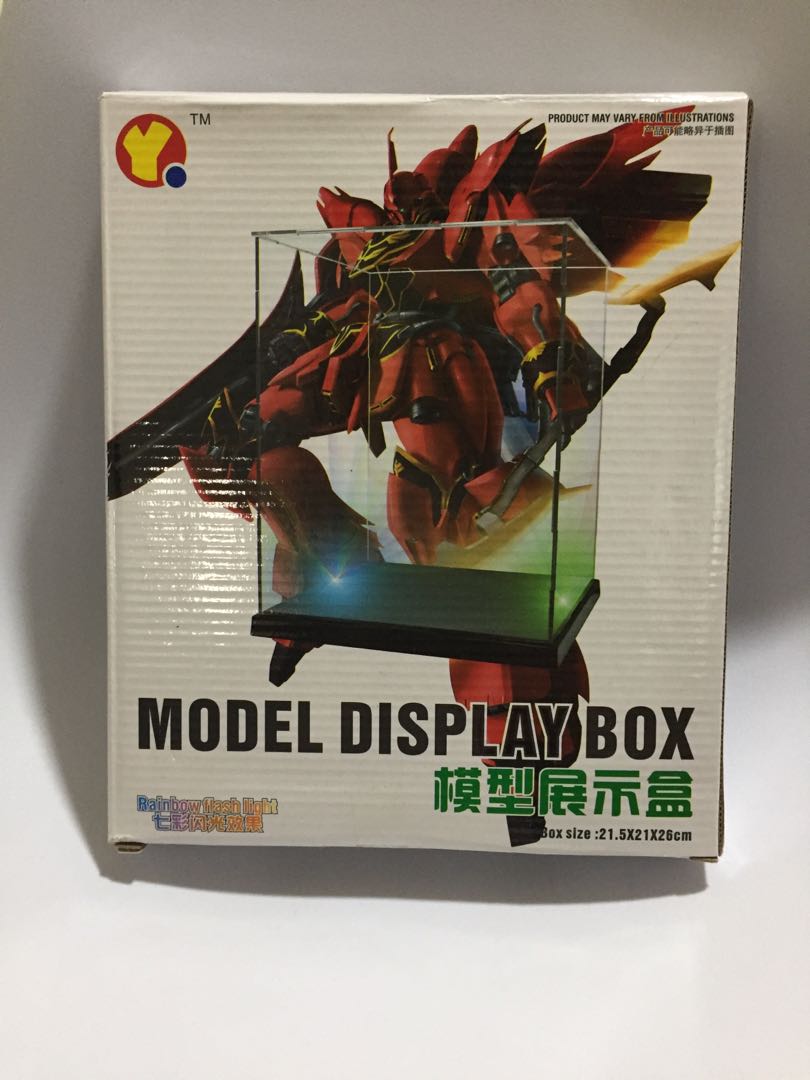 Y
TM
PRODUCT MAY VARY FROM ILLUSTRATIONS
产品可能略异于插图
MODEL DISPLAY BOX
模型展示盒
Rainbow flash light
七彩闪光效果
Box size :21.5X21X26cm